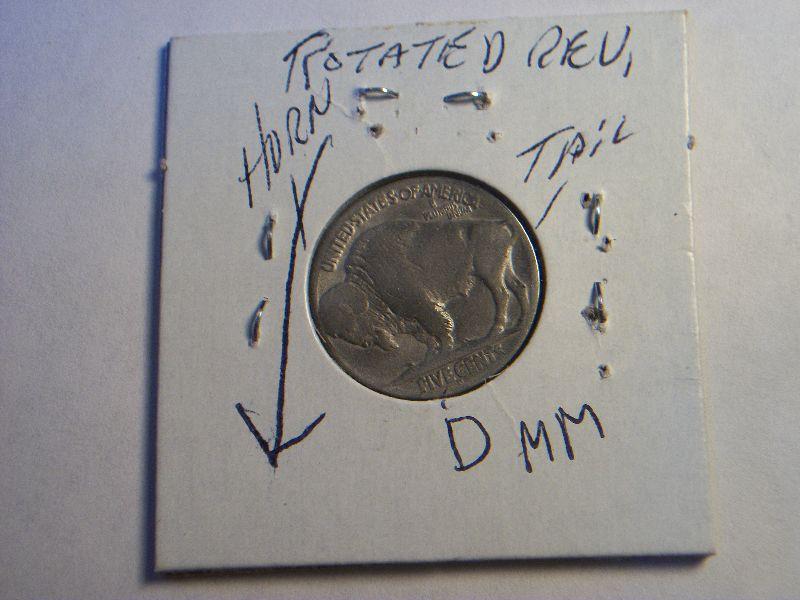 ROTATED REV,
HORN
TAIL
UNITED STATES OF AMERICA
E PLURIBUS UNUM
FIVE CENTS
D MM